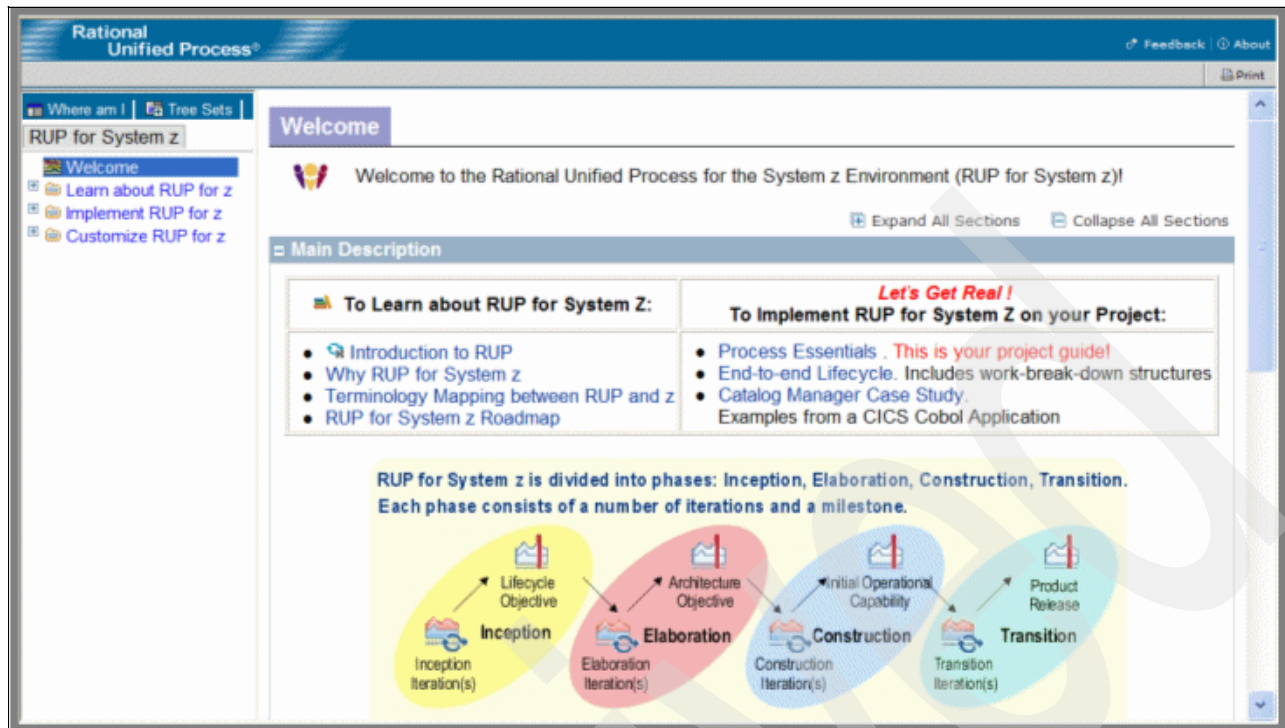 Rational
Unified Process®
Feedback
About
Print
Where am I
Tree Sets
RUP for System z
Welcome
Learn about RUP for z
Implement RUP for z
Customize RUP for z
Welcome
Welcome to the Rational Unified Process for the System z Environment (RUP for System z)!
Expand All Sections
Collapse All Sections
Main Description
To Learn about RUP for System Z:
Introduction to RUP
Why RUP for System z
Terminology Mapping between RUP and z
RUP for System z Roadmap
Let's Get Real !
To Implement RUP for System Z on your Project:
Process Essentials . This is your project guide!
End-to-end Lifecycle. Includes work-break-down structures
Catalog Manager Case Study.
Examples from a CICS Cobol Application
RUP for System z is divided into phases: Inception, Elaboration, Construction, Transition.
Each phase consists of a number of iterations and a milestone.
Lifecycle
Objective
Inception
Inception
Iteration(s)
Architecture
Objective
Elaboration
Elaboration
Iteration(s)
Initial Operational
Capability
Construction
Construction
Iteration(s)
Product
Release
Transition
Transition
Iteration(s)